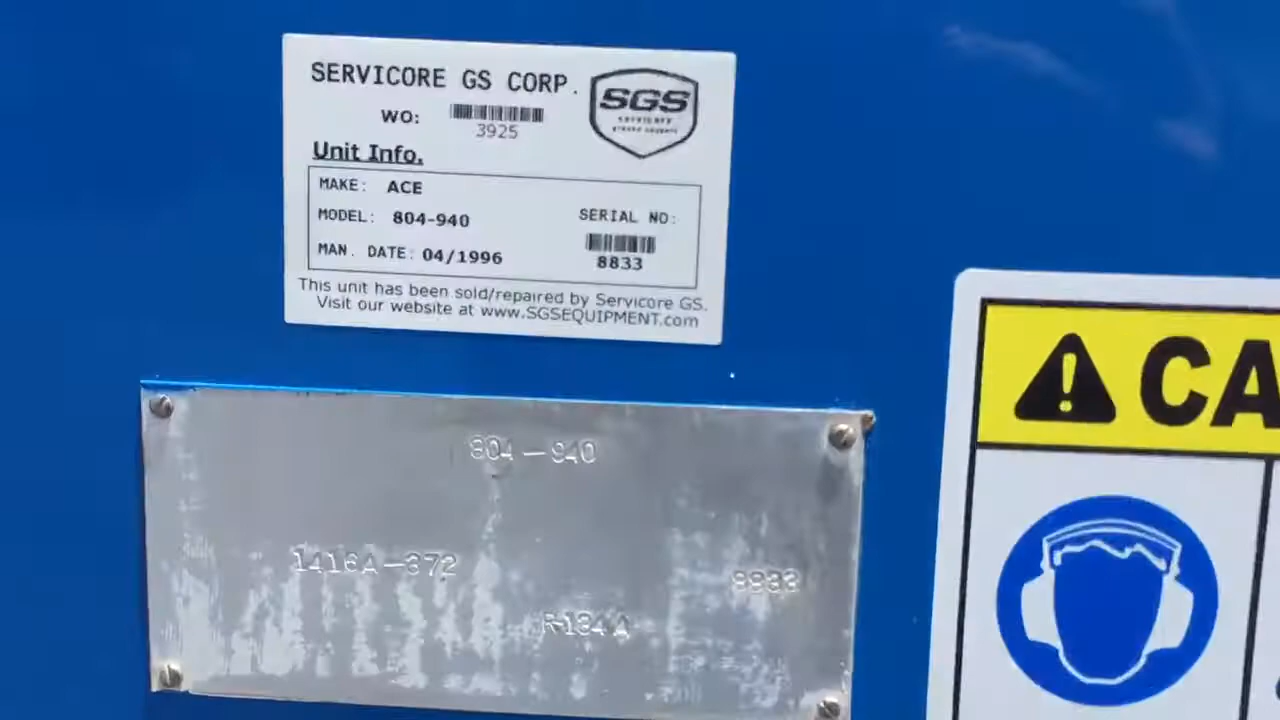 SERVICORE GS CORP.
SGS
WO:
3925
Unit Info.
MAKE: ACE
MODEL: 804-940
SERIAL NO:
MAN. DATE: 04/1996
8833
This unit has been sold/repaired by Servicore GS.
Visit our website at www.SGSEQUIPMENT.com
804-940
1416A-372
8833
R-134A
CA